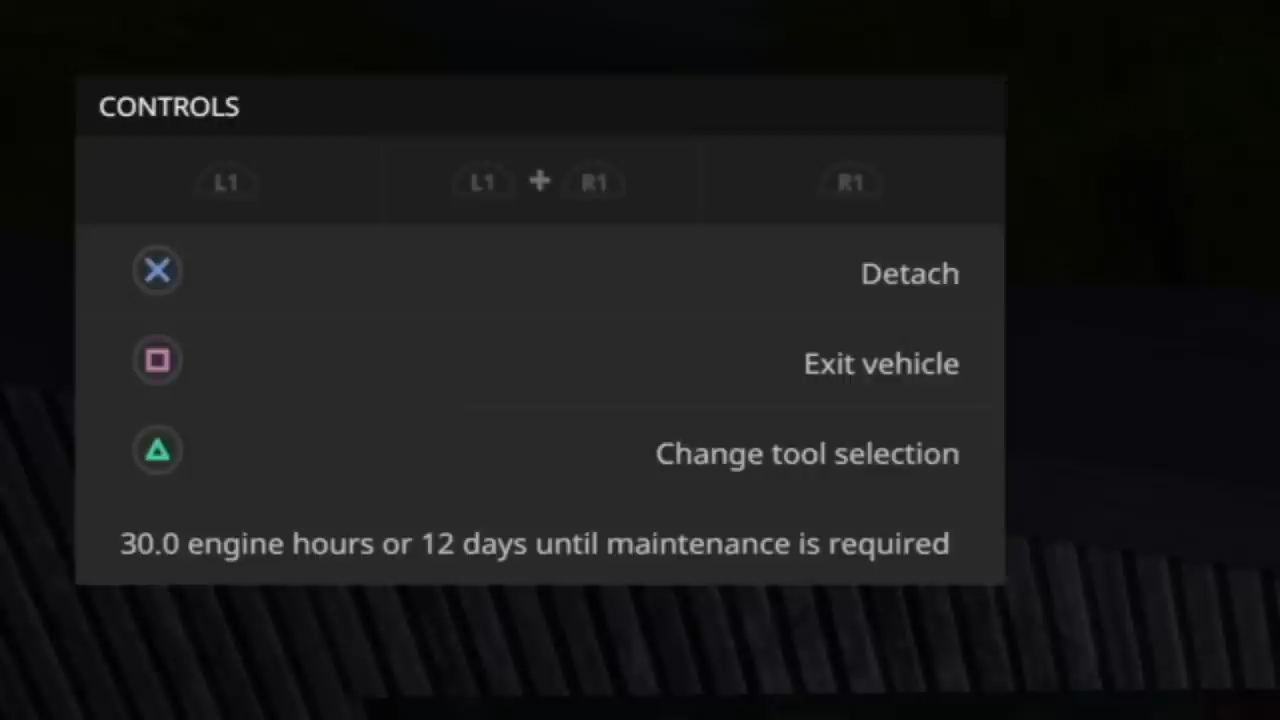 CONTROLS
L1 L1 + R1 R1
Detach
Exit vehicle
Change tool selection
30.0 engine hours or 12 days until maintenance is required